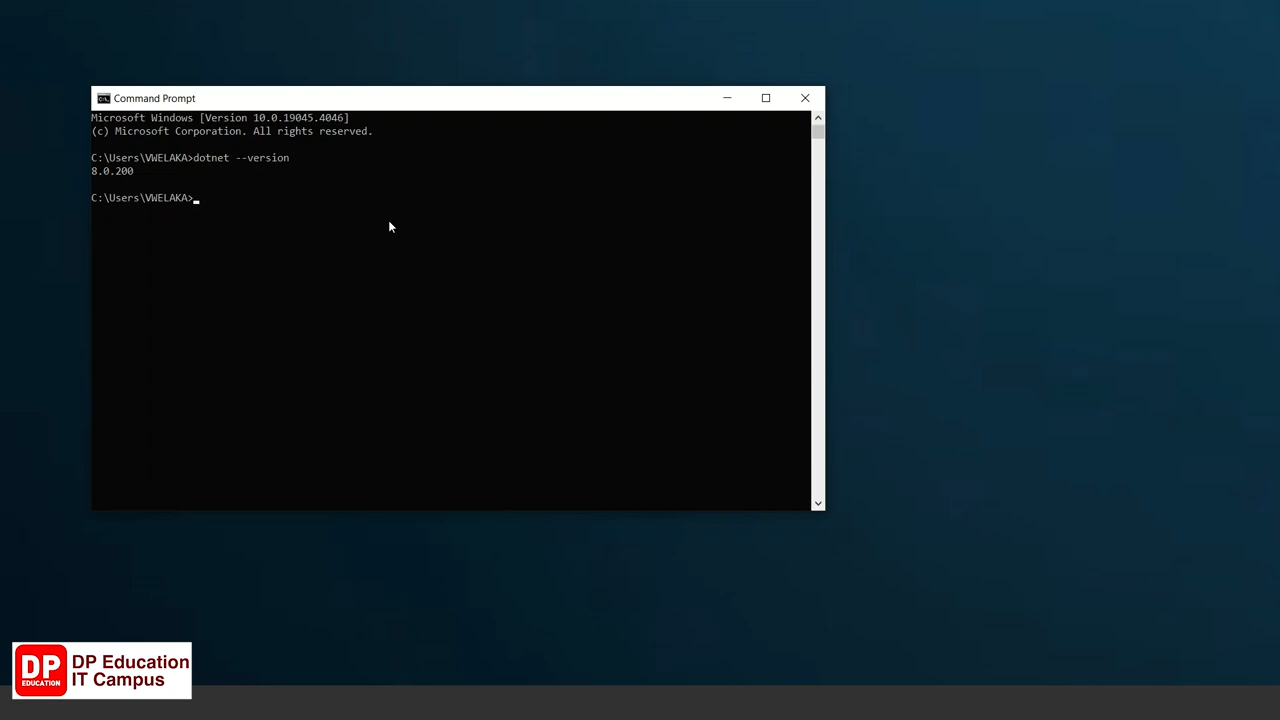 Command Prompt
Microsoft Windows [Version 10.0.19045.4046]
(c) Microsoft Corporation. All rights reserved.
C:\Users\VWELAKA>dotnet --version
8.0.200
C:\Users\VWELAKA>
DP
EDUCATION
DP Education
IT Campus